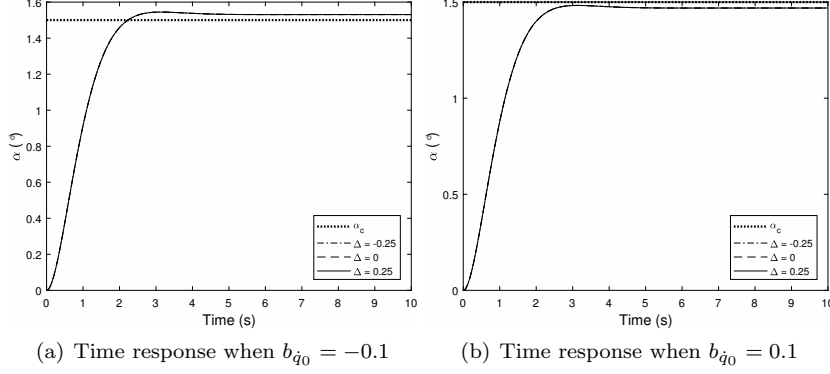 1.6
1.4
1.2
1
0.8
0.6
0.4
0.2
0
α (°)
0 1 2 3 4 5 6 7 8 9 10
Time (s)
α_c
Δ = -0.25
Δ = 0
Δ = 0.25
(a) Time response when b_{q̇_0} = −0.1
1.5
1
0.5
0
α (°)
0 1 2 3 4 5 6 7 8 9 10
Time (s)
α_c
Δ = -0.25
Δ = 0
Δ = 0.25
(b) Time response when b_{q̇_0} = 0.1